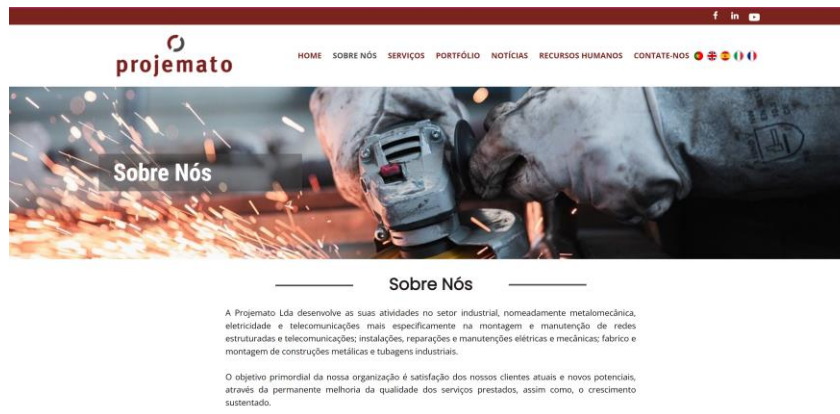 projemato
HOME SOBRE NÓS SERVIÇOS PORTFÓLIO NOTÍCIAS RECURSOS HUMANOS CONTATE-NOS
Sobre Nós
Sobre Nós
A Projemato Lda desenvolve as suas atividades no setor industrial, nomeadamente metalomecânica,
eletricidade e telecomunicações mais especificamente na montagem e manutenção de redes
estruturadas e telecomunicações; instalações, reparações e manutenções elétricas e mecânicas; fabrico e
montagem de construções metálicas e tubagens industriais.
O objetivo primordial da nossa organização é satisfação dos nossos clientes atuais e novos potenciais,
através da permanente melhoria da qualidade dos serviços prestados, assim como, o crescimento
sustentado.